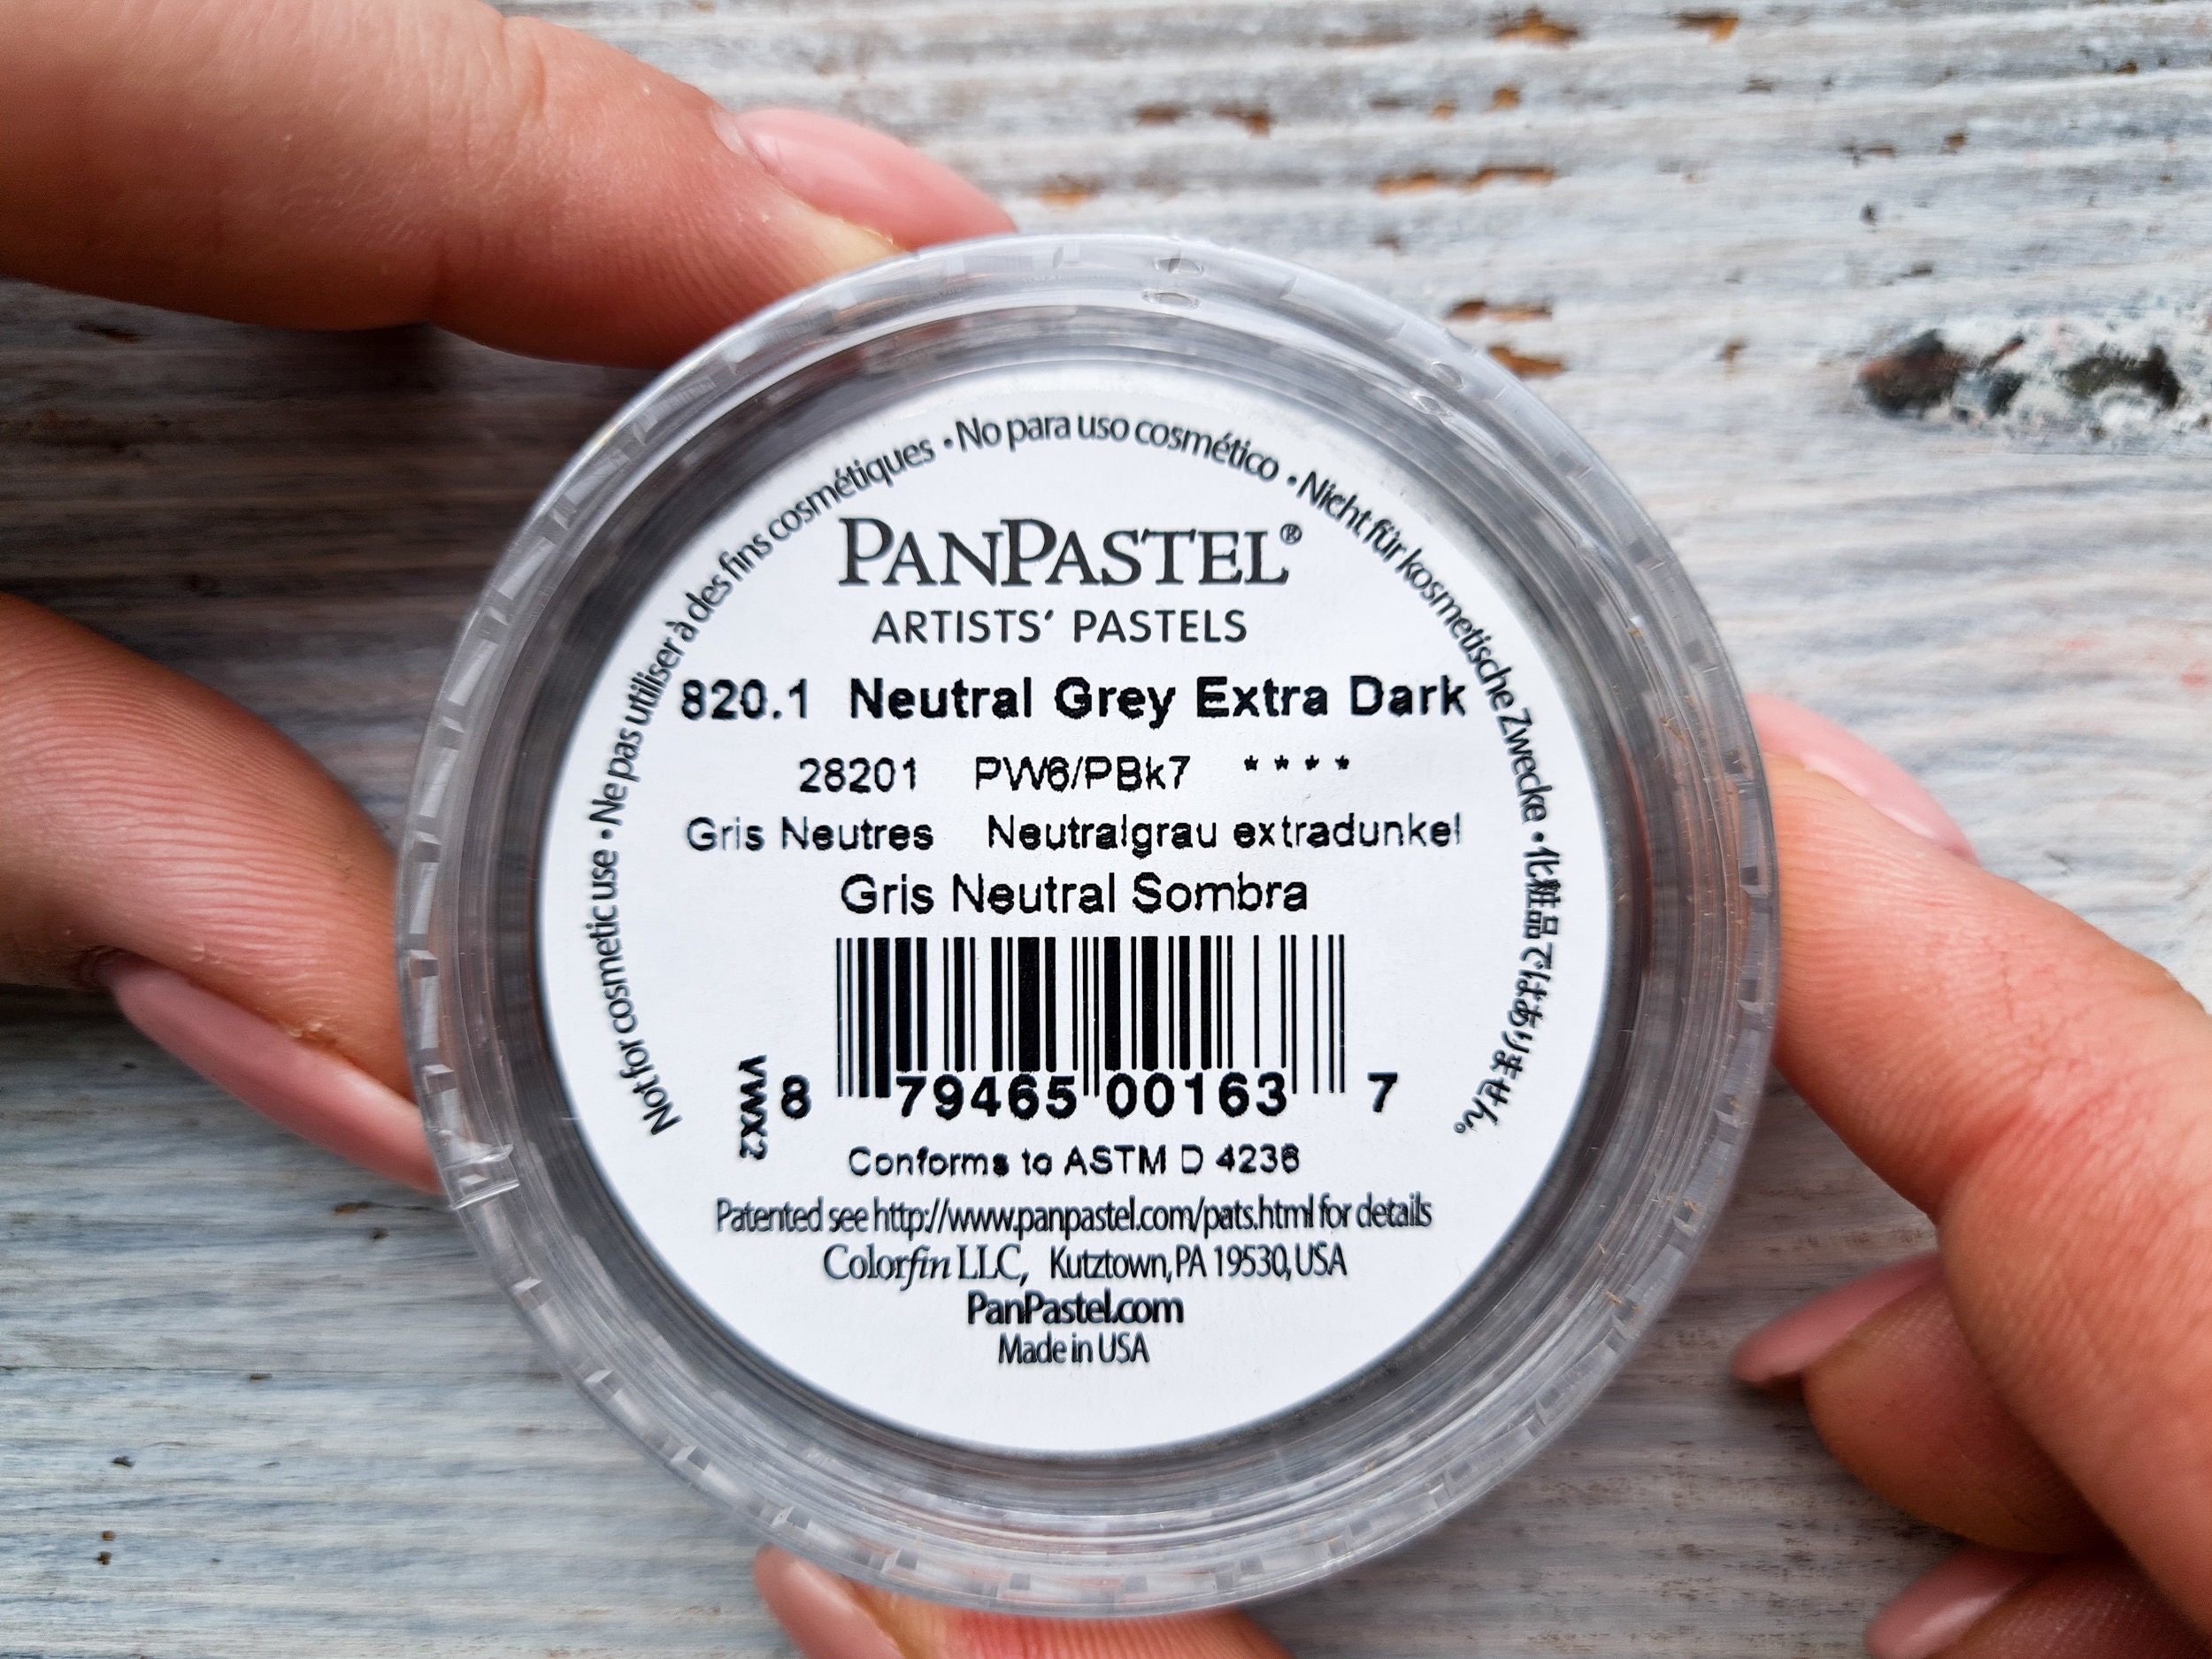 Not for cosmetic use • Ne pas utiliser à des fins cosmétiques • No para uso cosmético • Nicht für kosmetische Zwecke • 化粧品ではありません。
PANPASTEL®
ARTISTS' PASTELS
820.1 Neutral Grey Extra Dark
28201 PW6/PBk7 ****
Gris Neutres Neutralgrau extradunkel
Gris Neutral Sombra
VWX2
8 79465 00163 7
Conforms to ASTM D 4236
Patented see http://www.panpastel.com/pats.html for details
Colorfin LLC, Kutztown, PA 19530, USA
PanPastel.com
Made in USA